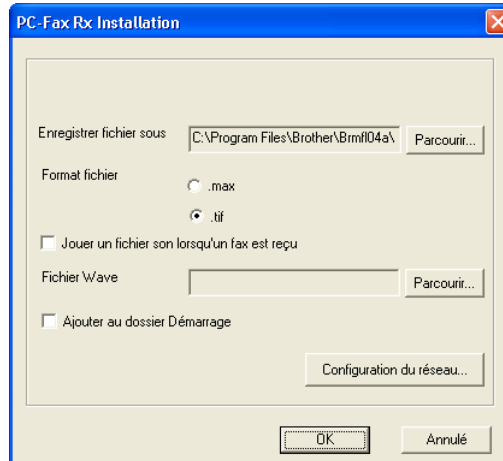 PC-Fax Rx Installation
Enregistrer fichier sous C:\Program Files\Brother\Brmfl04a\ Parcourir...
Format fichier
.max
.tif
Jouer un fichier son lorsqu'un fax est reçu
Fichier Wave Parcourir...
Ajouter au dossier Démarrage
Configuration du réseau...
OK Annulé